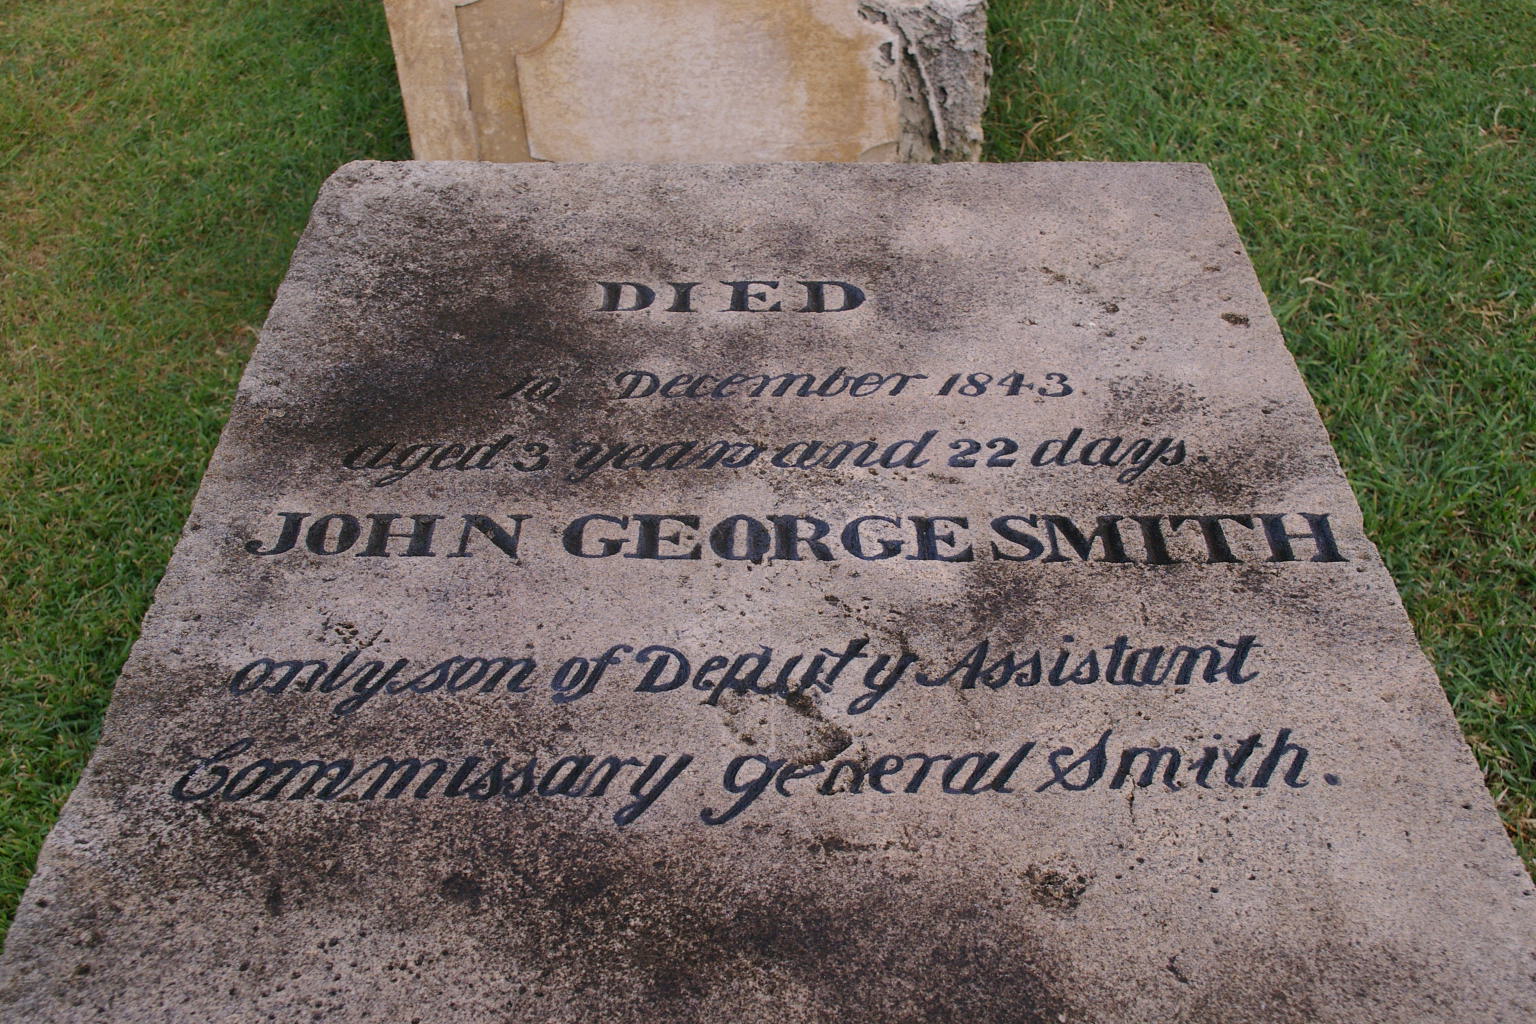 DIED
10 December 1843
aged 3 years and 22 days
JOHN GEORGE SMITH
only son of Deputy Assistant
Commissary general Smith.